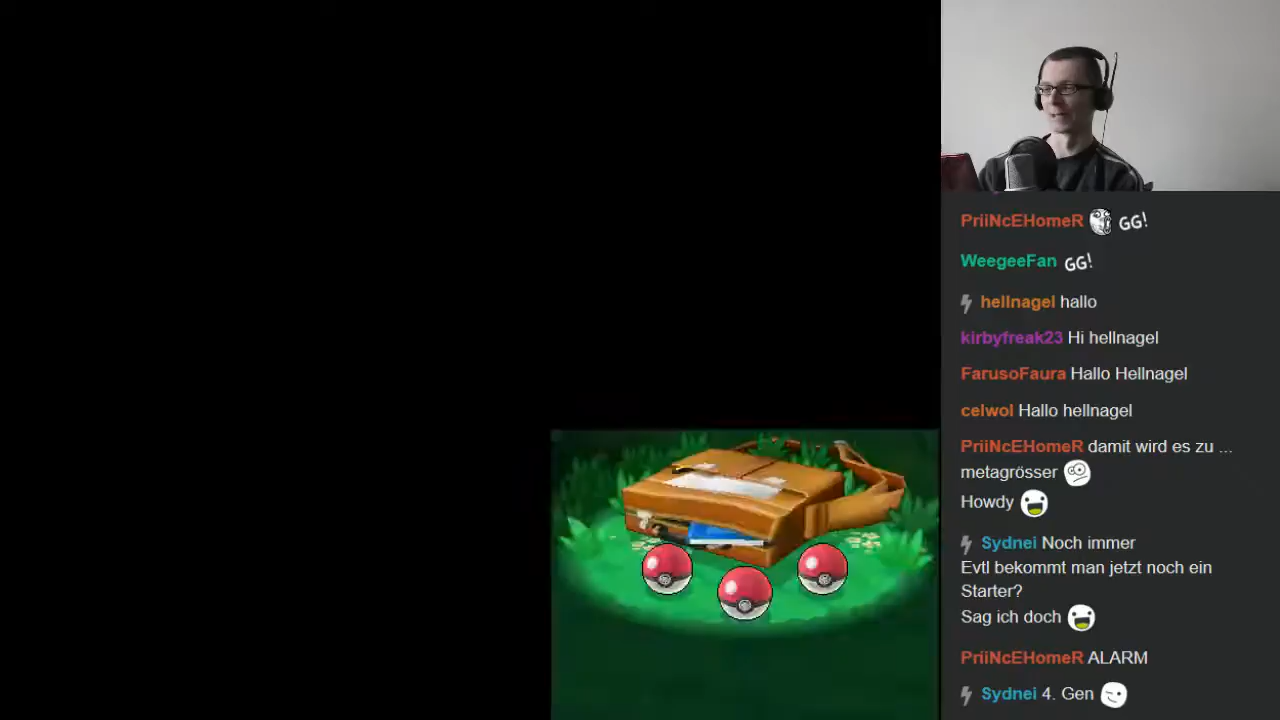 PriiNcEHomeR GG!
WeegeeFan GG!
hellnagel hallo
kirbyfreak23 Hi hellnagel
FarusoFaura Hallo Hellnagel
celwol Hallo hellnagel
PriiNcEHomeR damit wird es zu ...
metagrösser
Howdy
Sydnei Noch immer
Evtl bekommt man jetzt noch ein
Starter?
Sag ich doch
PriiNcEHomeR ALARM
Sydnei 4. Gen